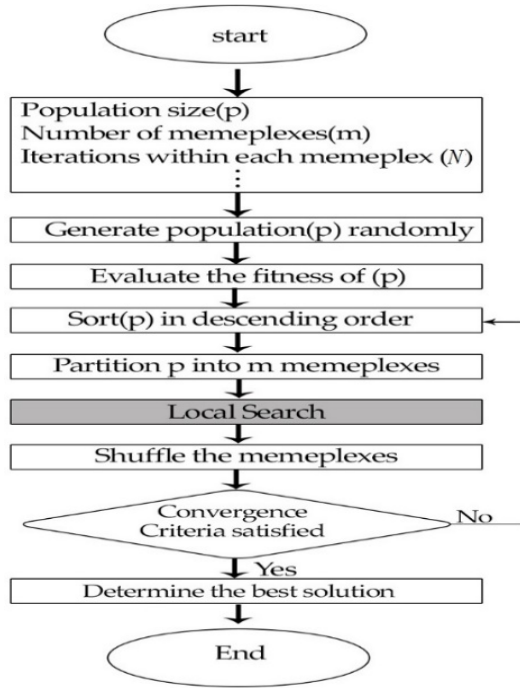 start
Population size(p)
Number of memeplexes(m)
Iterations within each memeplex (N)
⋮
Generate population(p) randomly
Evaluate the fitness of (p)
Sort(p) in descending order
Partition p into m memeplexes
Local Search
Shuffle the memeplexes
Convergence
Criteria satisfied
No
Yes
Determine the best solution
End